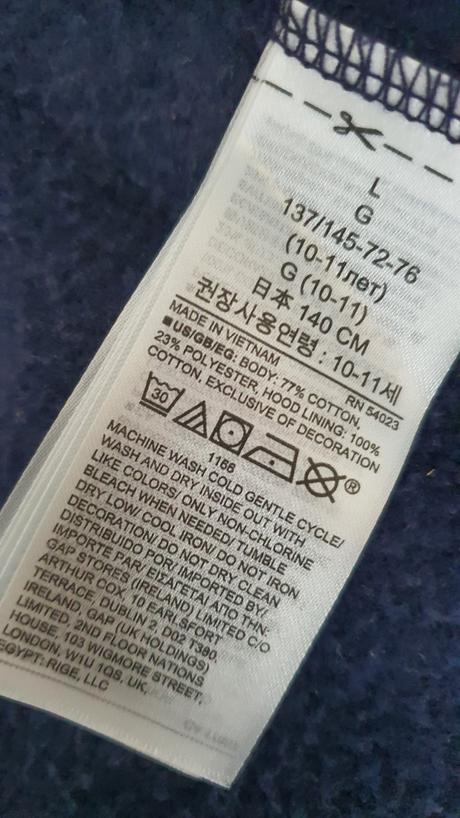 L
G
137/145-72-76
(10-11лет)
G (10-11)
日本 140 CM
권장사용연령 : 10-11세
MADE IN VIETNAM RN 54023
■US/GB/EG: BODY: 77% COTTON,
23% POLYESTER, HOOD LINING: 100%
COTTON, EXCLUSIVE OF DECORATION
30 ®
1166
MACHINE WASH COLD GENTLE CYCLE/
WASH AND DRY INSIDE OUT WITH
LIKE COLORS/ ONLY NON-CHLORINE
BLEACH WHEN NEEDED/ TUMBLE
DRY LOW/ COOL IRON/ DO NOT IRON
DECORATION/ DO NOT DRY CLEAN
DISTRIBUIDO POR/ IMPORTED BY/
IMPORTE PAR/ ΕΙΣΑΓΕΤΑΙ ΑΠΟ ΤΗΝ:
GAP STORES (IRELAND) LIMITED C/O
ARTHUR COX, 10 EARLSFORT
TERRACE, DUBLIN 2, D02 T380,
IRELAND, GAP (UK HOLDINGS)
LIMITED, 2ND FLOOR NATIONS
HOUSE, 103 WIGMORE STREET,
LONDON, W1U 1QS, UK,
EGYPT: RIGE, LLC